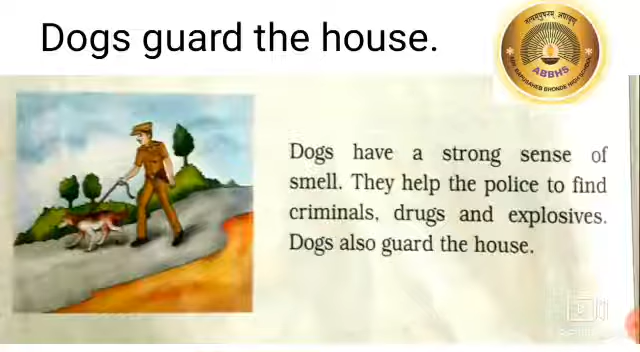 Dogs guard the house.
ABBHS
Dogs have a strong sense of
smell. They help the police to find
criminals, drugs and explosives.
Dogs also guard the house.